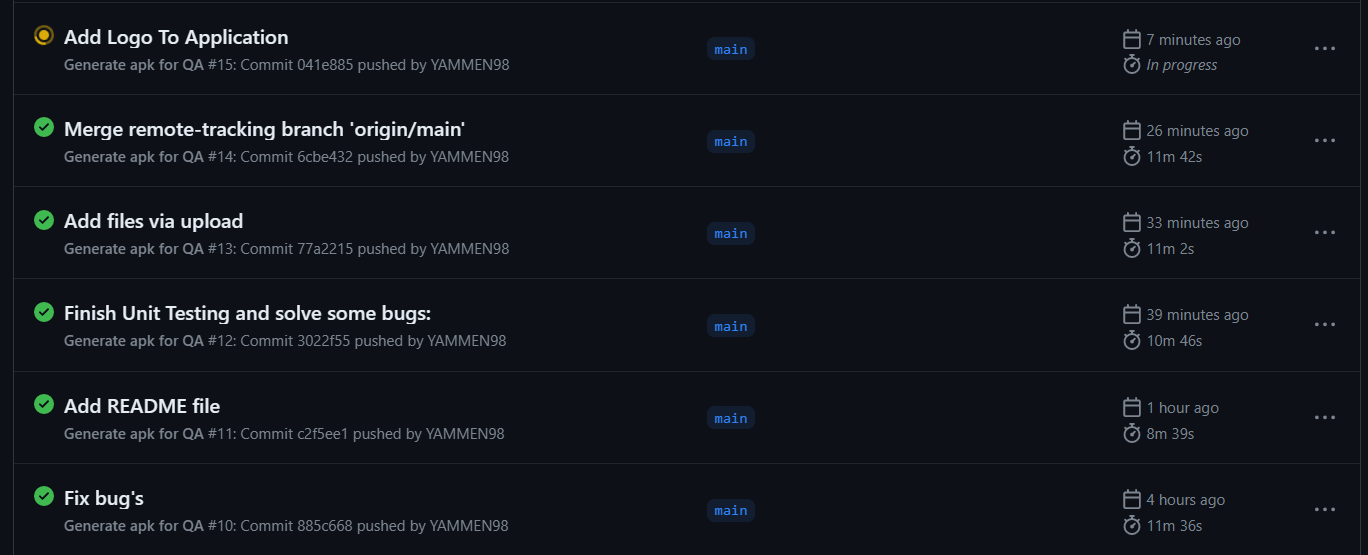 Add Logo To Application
Generate apk for QA #15: Commit 041e885 pushed by YAMMEN98
main
7 minutes ago
In progress
Merge remote-tracking branch 'origin/main'
Generate apk for QA #14: Commit 6cbe432 pushed by YAMMEN98
main
26 minutes ago
11m 42s
Add files via upload
Generate apk for QA #13: Commit 77a2215 pushed by YAMMEN98
main
33 minutes ago
11m 2s
Finish Unit Testing and solve some bugs:
Generate apk for QA #12: Commit 3022f55 pushed by YAMMEN98
main
39 minutes ago
10m 46s
Add README file
Generate apk for QA #11: Commit c2f5ee1 pushed by YAMMEN98
main
1 hour ago
8m 39s
Fix bug's
Generate apk for QA #10: Commit 885c668 pushed by YAMMEN98
main
4 hours ago
11m 36s